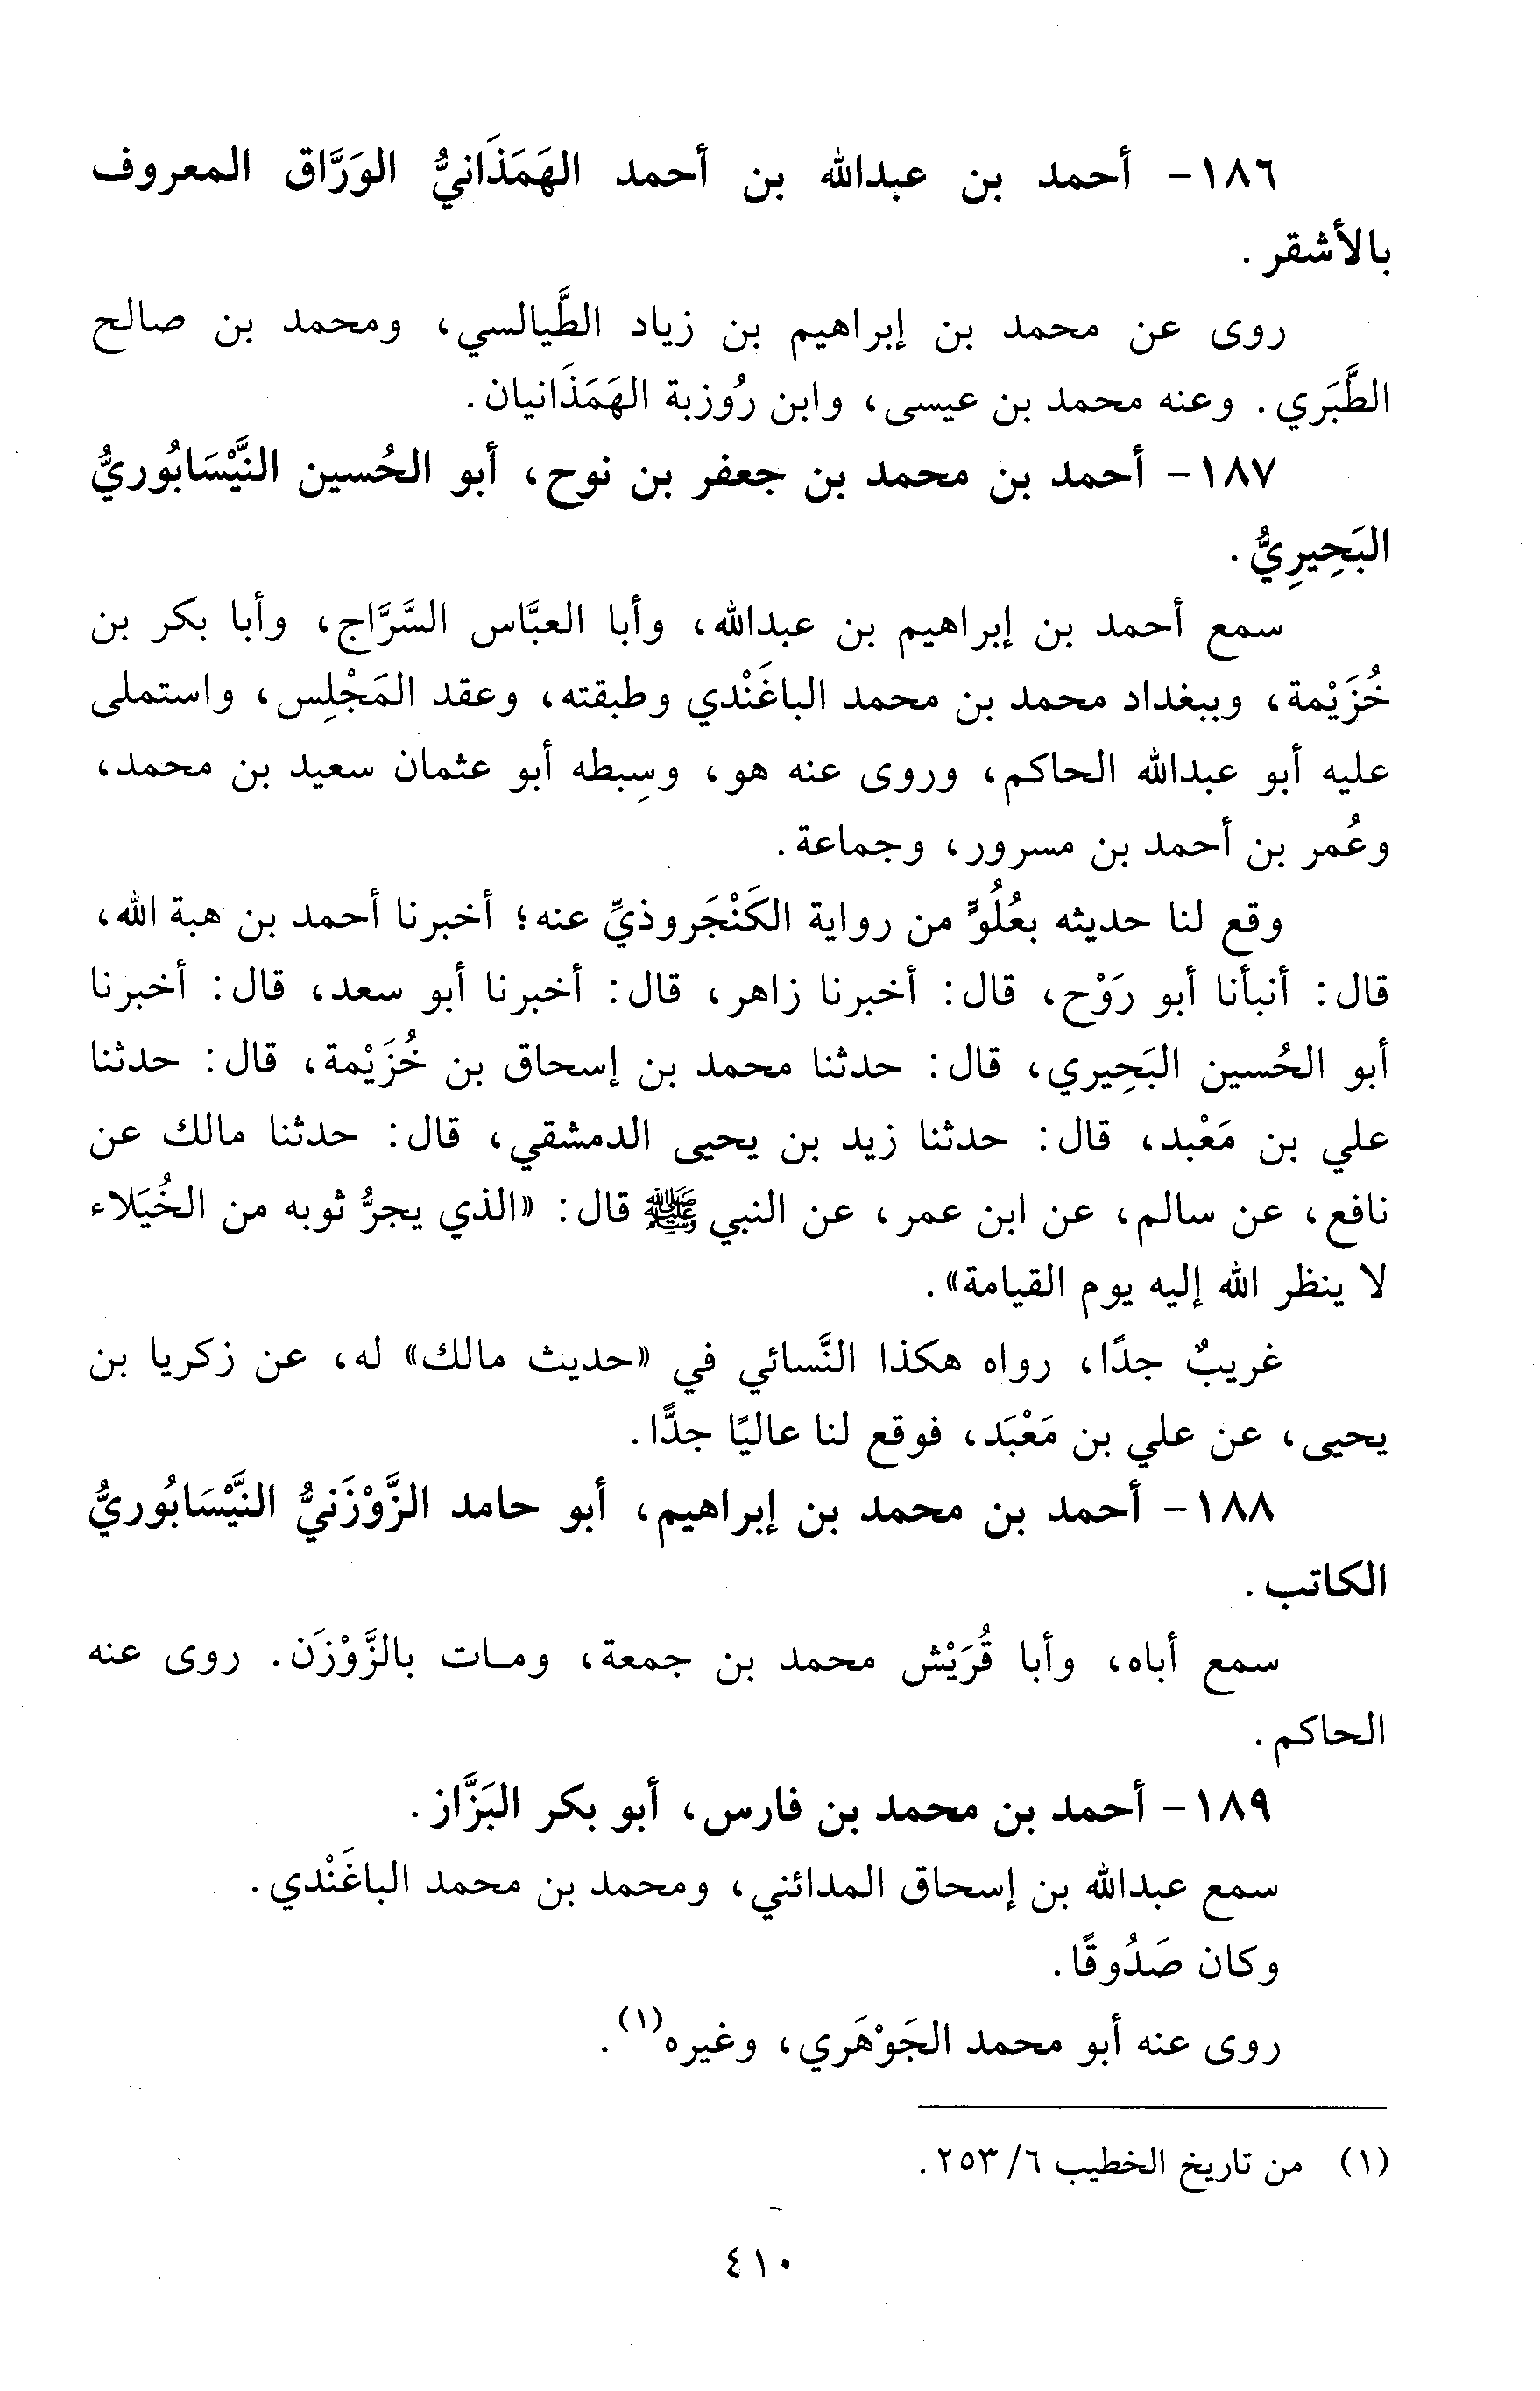 ١٨٦- أحمد بن عبدالله بن أحمد الهَمَذَانيُّ الوَرَّاق المعروف
بالأشقر.
روى عن محمد بن إبراهيم بن زياد الطَّيالسي، ومحمد بن صالح
الطَّبَري. وعنه محمد بن عيسى، وابن رُوزبة الهَمَذَانيان.
١٨٧- أحمد بن محمد بن جعفر بن نوح، أبو الحُسين النَّيْسَابُوريُّ
البَحِيرِيُّ.
سمع أحمد بن إبراهيم بن عبدالله، وأبا العبَّاس السَّرَّاج، وأبا بكر بن
خُزَيْمة، وببغداد محمد بن محمد الباغَنْدي وطبقته، وعقد المَجْلِس، واستملى
عليه أبو عبدالله الحاكم، وروى عنه هو، وسِبطه أبو عثمان سعيد بن محمد،
وعُمر بن أحمد بن مسرور، وجماعة.
وقع لنا حديثه بعُلُوٍّ من رواية الكَنْجَروذيِّ عنه؛ أخبرنا أحمد بن هبة الله،
قال: أنبأنا أبو رَوْح، قال: أخبرنا زاهر، قال: أخبرنا أبو سعد، قال: أخبرنا
أبو الحُسين البَحِيري، قال: حدثنا محمد بن إسحاق بن خُزَيْمة، قال: حدثنا
علي بن مَعْبد، قال: حدثنا زيد بن يحيى الدمشقي، قال: حدثنا مالك عن
نافع، عن سالم، عن ابن عمر، عن النبي ﷺ قال: «الذي يجرُّ ثوبه من الخُيَلاء
لا ينظر الله إليه يوم القيامة».
غريبٌ جدًا، رواه هكذا النَّسائي في «حديث مالك» له، عن زكريا بن
يحيى، عن علي بن مَعْبَد، فوقع لنا عاليًا جدًّا.
١٨٨- أحمد بن محمد بن إبراهيم، أبو حامد الزَّوْزَنيُّ النَّيْسَابُوريُّ
الكاتب.
سمع أباه، وأبا قُرَيْش محمد بن جمعة، ومـات بالزَّوْزَن. روى عنه
الحاكم.
١٨٩- أحمد بن محمد بن فارس، أبو بكر البَزَّاز.
سمع عبدالله بن إسحاق المدائني، ومحمد بن محمد الباغَنْدي.
وكان صَدُوقًا.
روى عنه أبو محمد الجَوْهَري، وغيره(١).
(١) من تاريخ الخطيب ٦/ ٢٥٣.
٤١٠